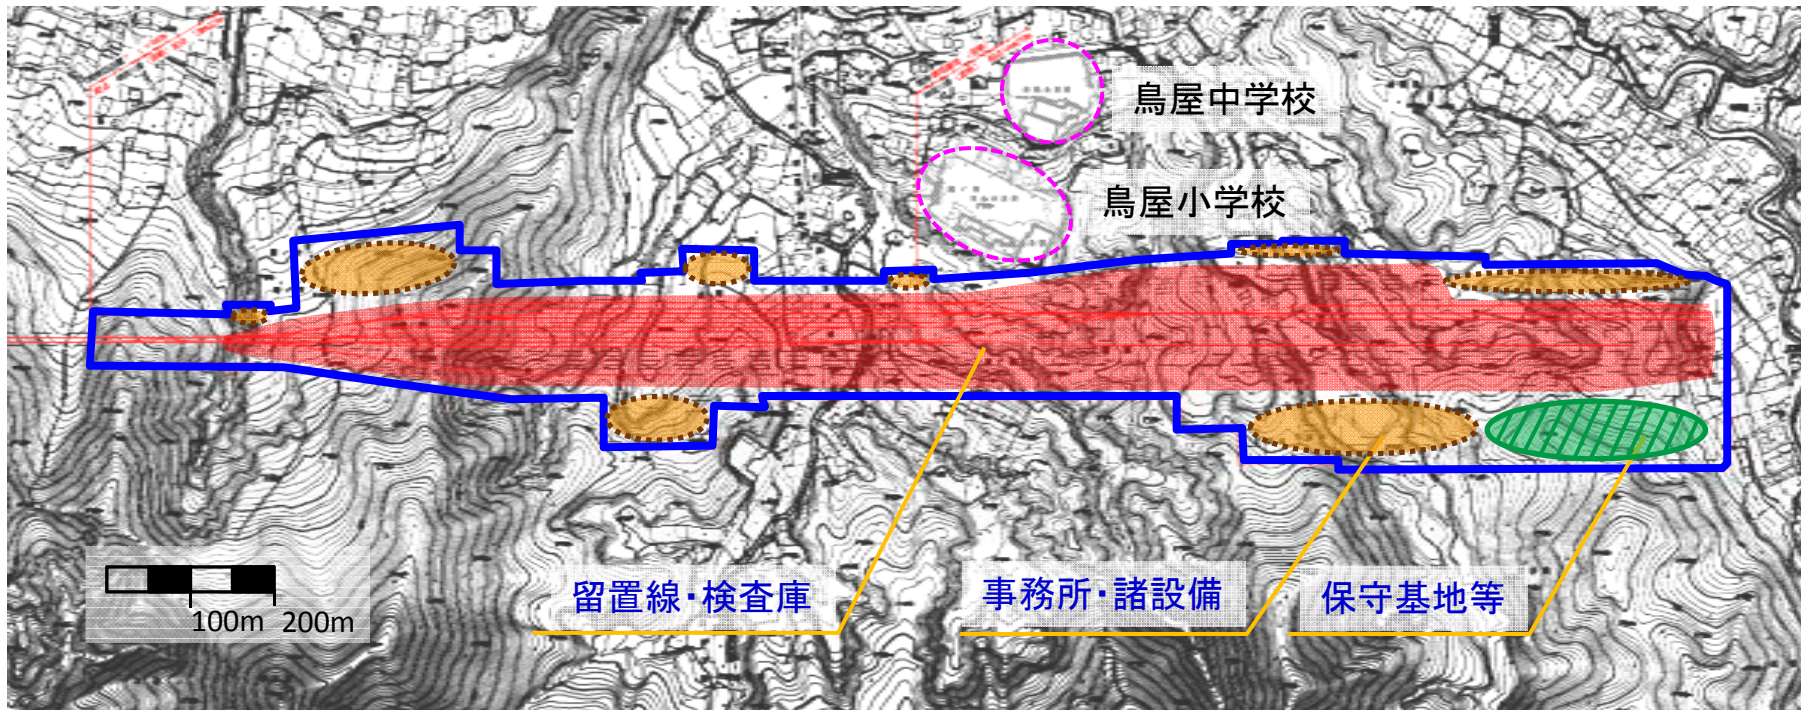 鳥屋中学校
鳥屋小学校
留置線・検査庫
事務所・諸設備
保守基地等
100m 200m